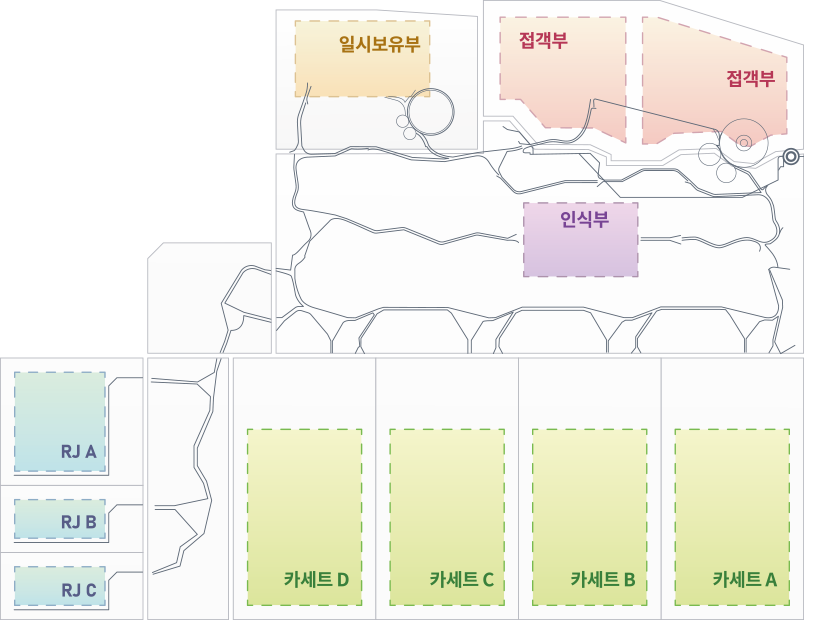 일시보유부
접객부
접객부
인식부
RJ A
RJ B
RJ C
카세트 D
카세트 C
카세트 B
카세트 A